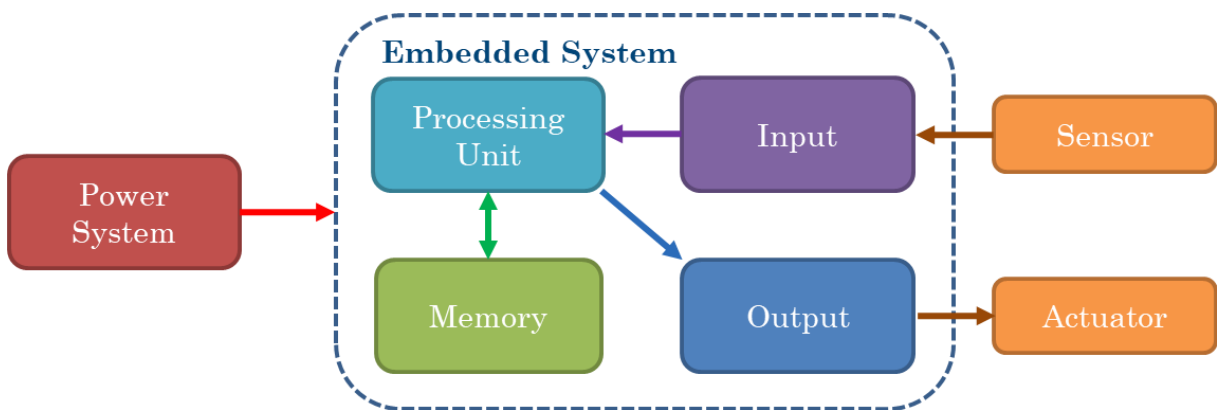 Embedded System
Processing
Unit
Input
Sensor
Power
System
Memory
Output
Actuator